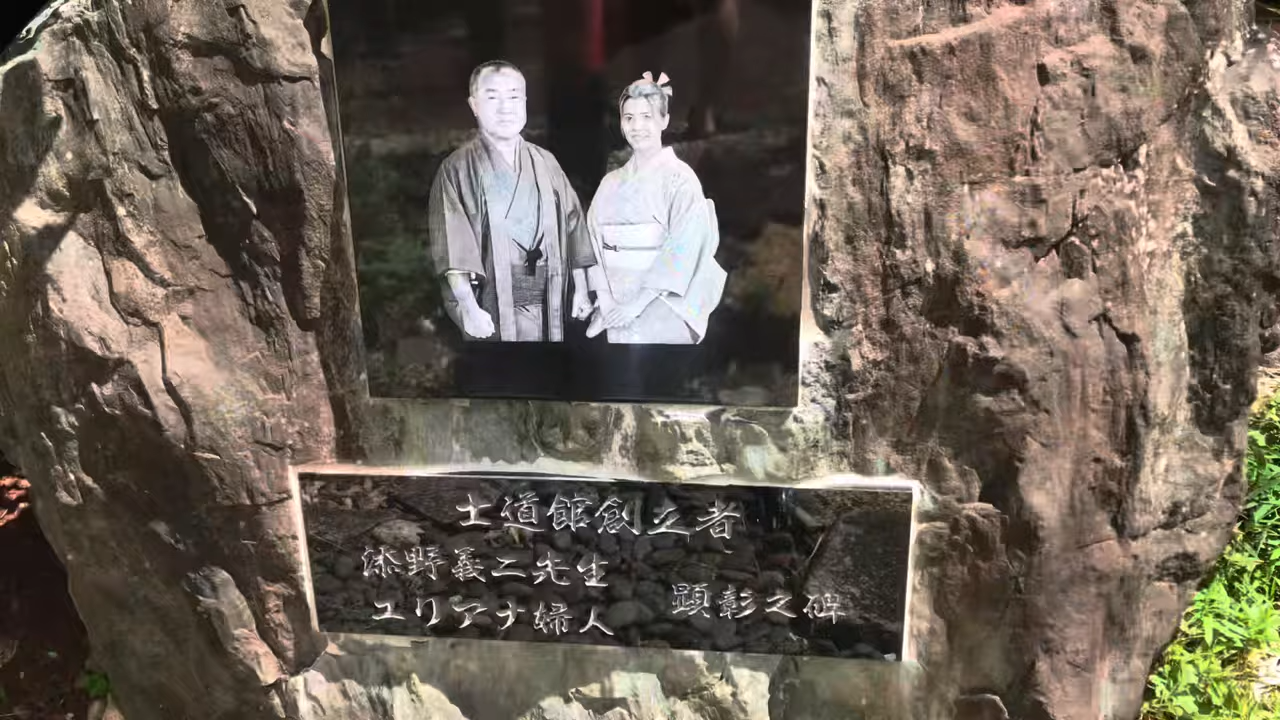 士道館創立者
添野義二先生
ユリアナ婦人
顕彰之碑